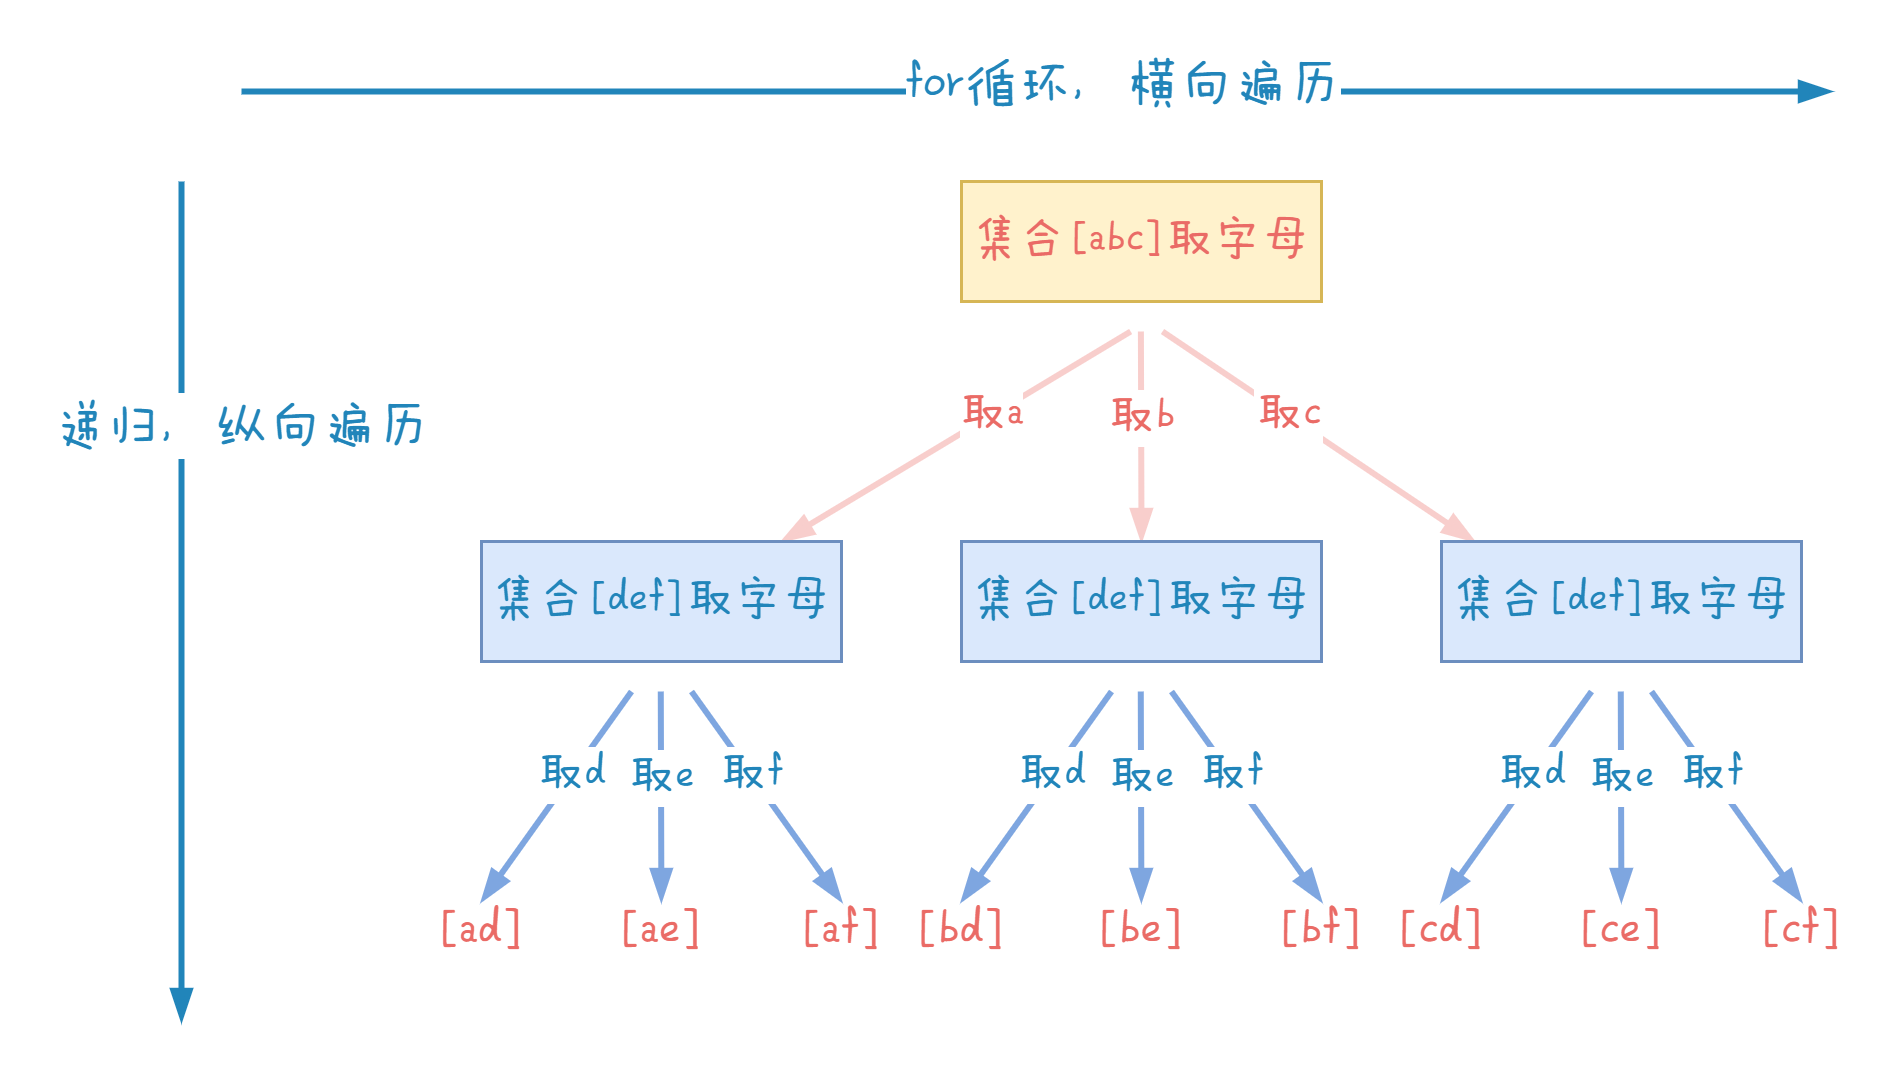 for循环, 横向遍历
集合[abc]取字母
递归, 纵向遍历
取a
取b
取c
集合[def]取字母
集合[def]取字母
集合[def]取字母
取d
取e
取f
取d
取e
取f
取d
取e
取f
[ad]
[ae]
[af]
[bd]
[be]
[bf]
[cd]
[ce]
[cf]